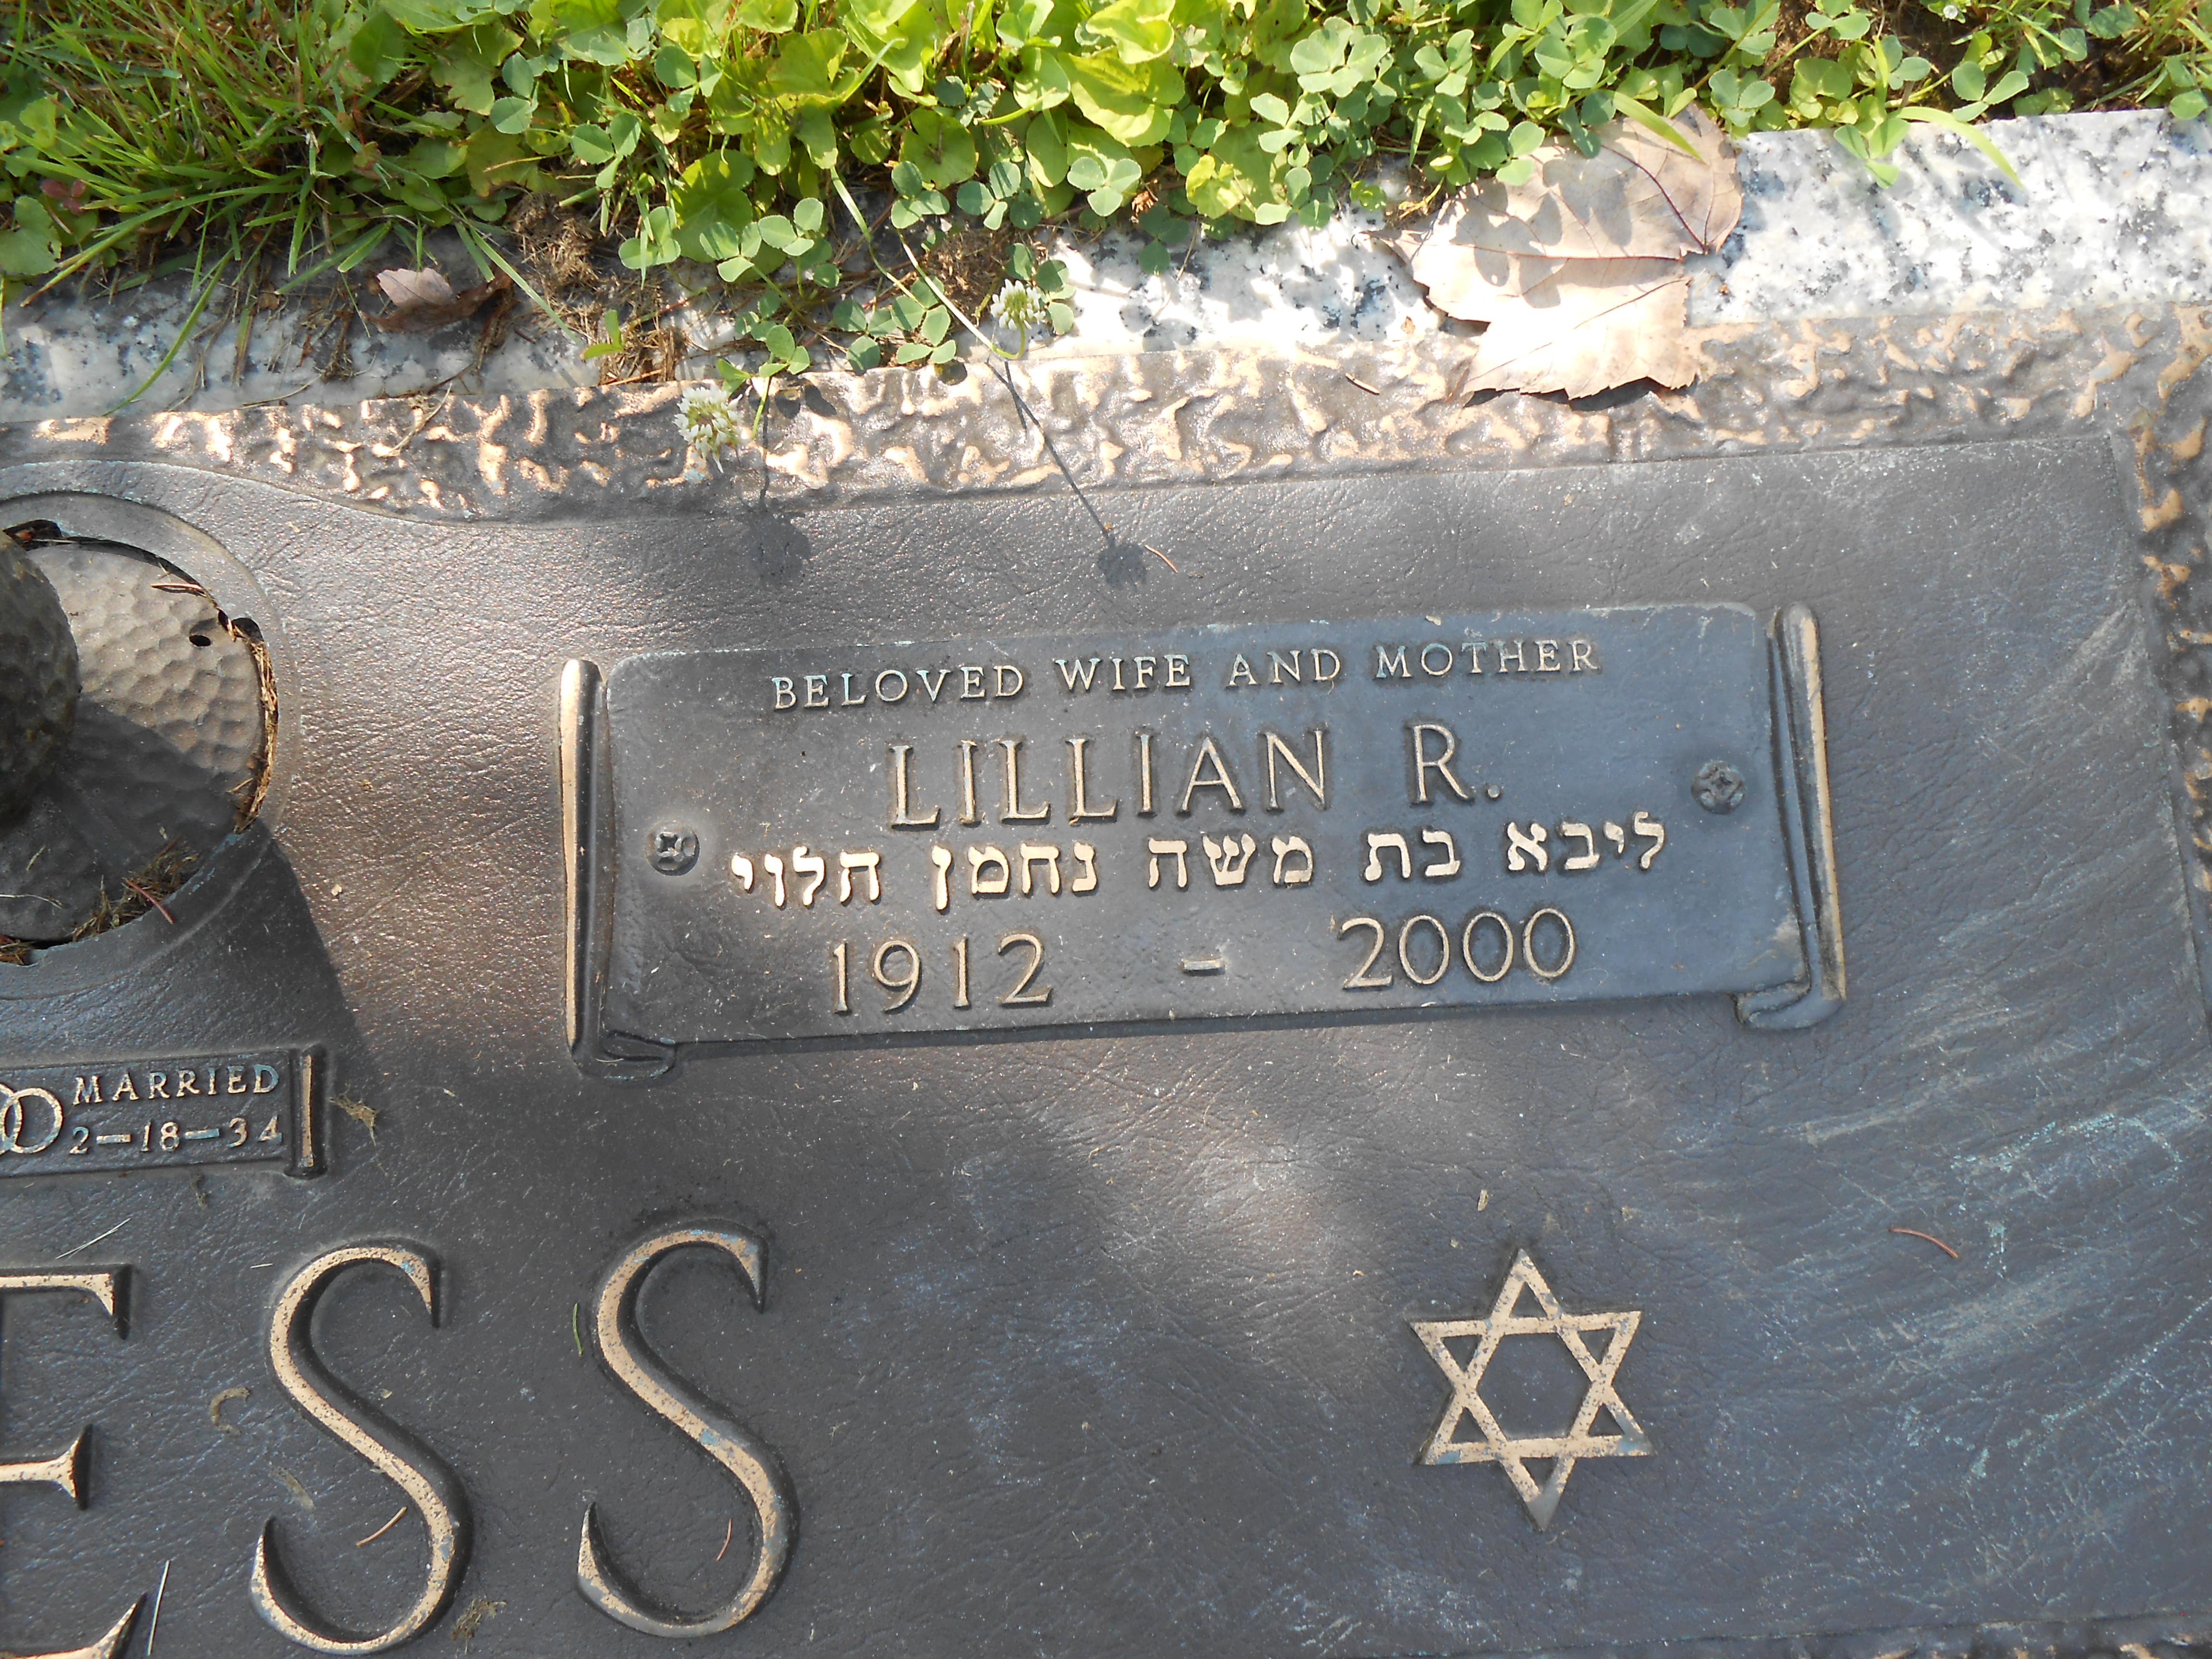 BELOVED WIFE AND MOTHER
LILLIAN R.
ליבא בת משה נחמן הלוי
1912 - 2000
MARRIED
2-18-34
ESS